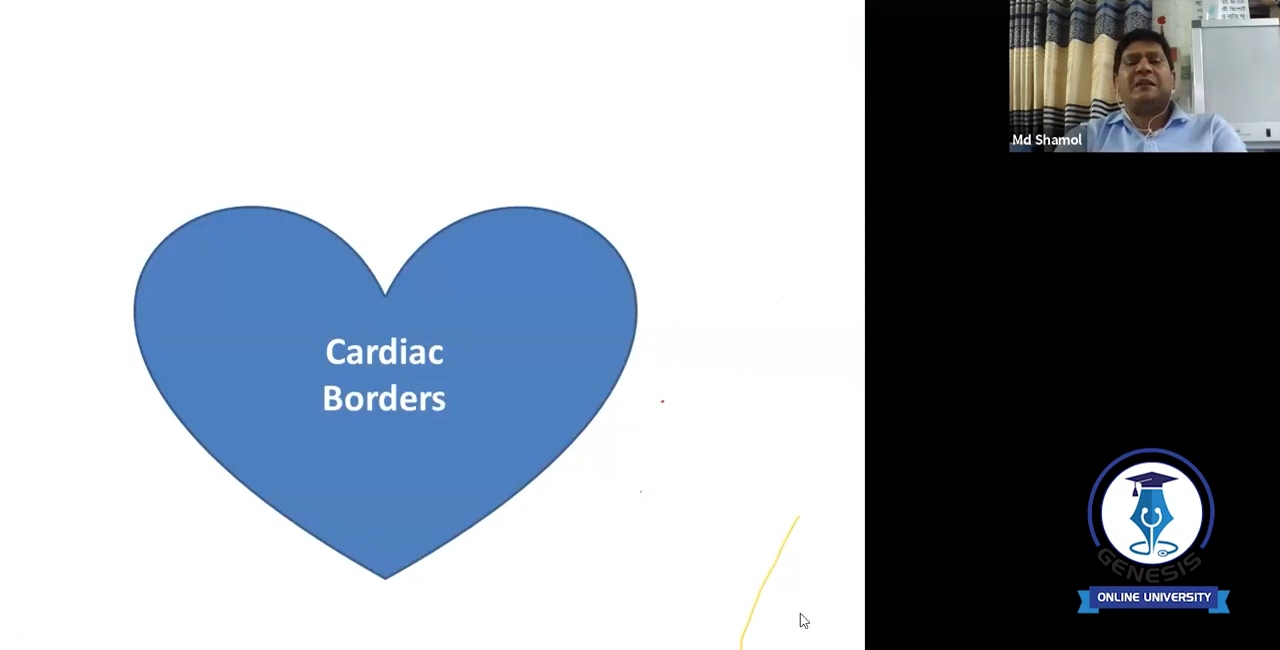 Cardiac
Borders
Md Shamol
GENESIS
ONLINE UNIVERSITY